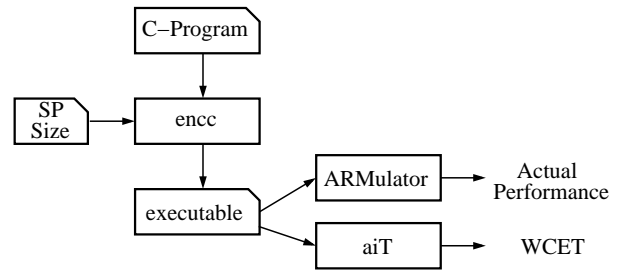 C−Program
SP
Size
encc
executable
ARMulator
Actual
Performance
aiT
WCET